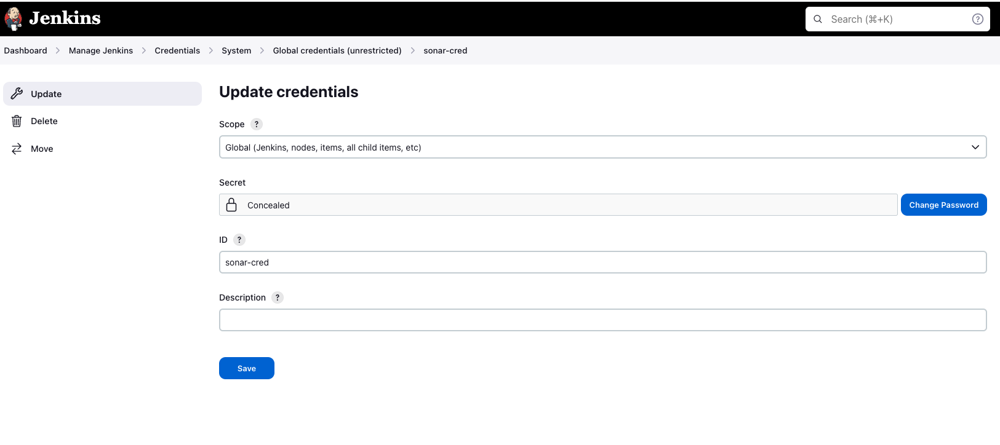 Jenkins
Search (⌘+K)
?
Dashboard > Manage Jenkins > Credentials > System > Global credentials (unrestricted) > sonar-cred
Update
Delete
Move
Update credentials
Scope ?
Global (Jenkins, nodes, items, all child items, etc)
Secret
Concealed
Change Password
ID ?
sonar-cred
Description ?
Save